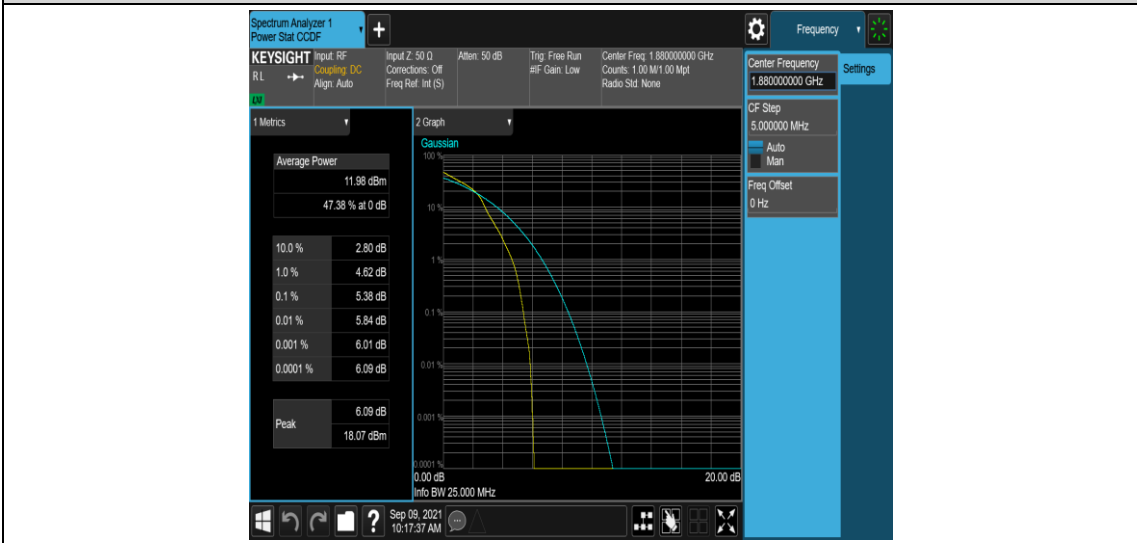 Spectrum Analyzer 1
Power Stat CCDF
+
Frequency
KEYSIGHT
RL
LXI
Input: RF
Coupling: DC
Align: Auto
Input Z: 50 Ω
Corrections: Off
Freq Ref: Int (S)
Atten: 50 dB
Trig: Free Run
#IF Gain: Low
Center Freq: 1.880000000 GHz
Counts: 1.00 M/1.00 Mpt
Radio Std: None
Center Frequency
1.880000000 GHz
Settings
CF Step
5.000000 MHz
Auto
Man
Freq Offset
0 Hz
1 Metrics
Average Power
11.98 dBm
47.38 % at 0 dB
10.0 % 2.80 dB
1.0 % 4.62 dB
0.1 % 5.38 dB
0.01 % 5.84 dB
0.001 % 6.01 dB
0.0001 % 6.09 dB
Peak 6.09 dB
18.07 dBm
2 Graph
Gaussian
100 %
10 %
1 %
0.1 %
0.01 %
0.001 %
0.0001 %
0.00 dB 20.00 dB
Info BW 25.000 MHz
?
Sep 09, 2021
10:17:37 AM